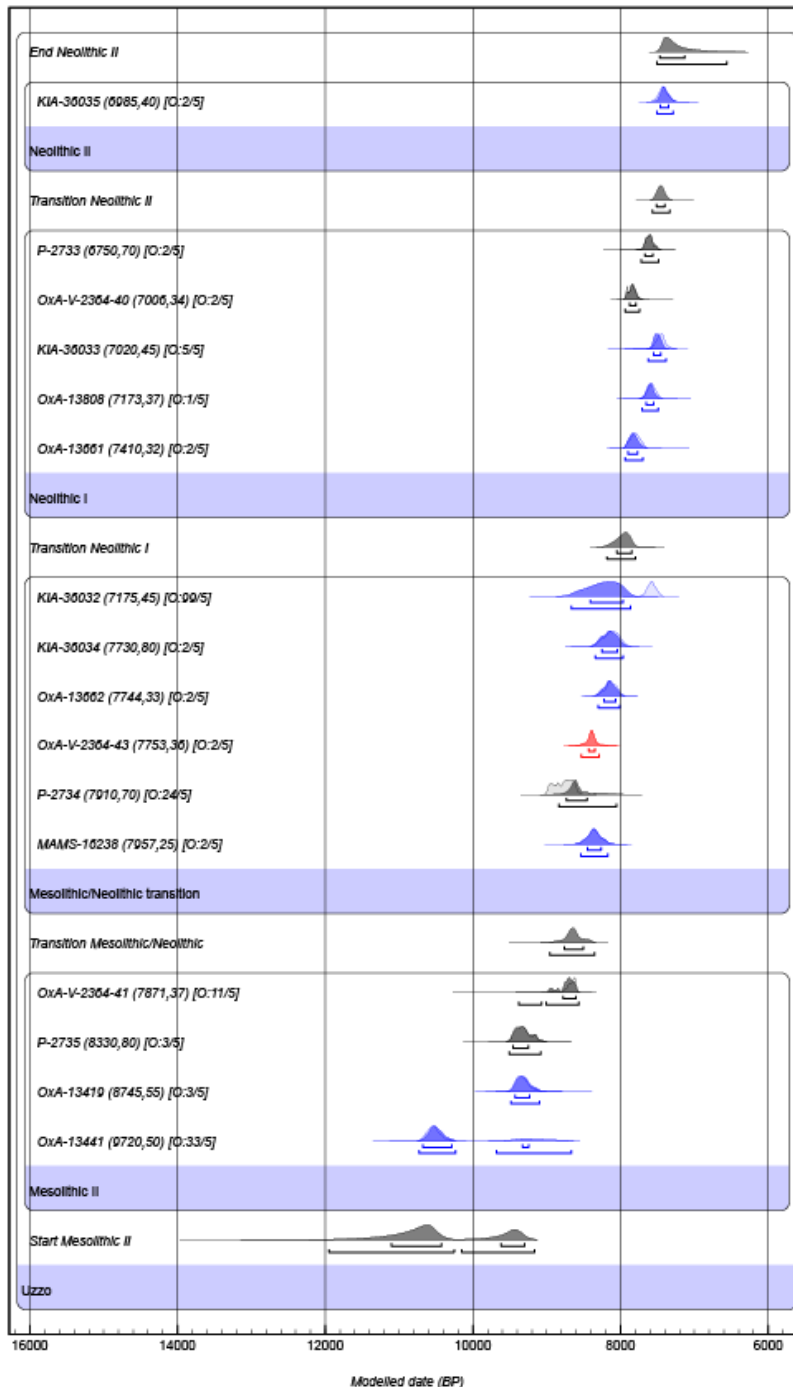 End Neolithic II
KIA-36035 (6985,40) [O:2/5]
Neolithic II
Transition Neolithic II
P-2733 (6750,70) [O:2/5]
OxA-V-2364-40 (7006,34) [O:2/5]
KIA-36033 (7020,45) [O:5/5]
OxA-13808 (7173,37) [O:1/5]
OxA-13661 (7410,32) [O:2/5]
Neolithic I
Transition Neolithic I
KIA-36032 (7175,45) [O:99/5]
KIA-36034 (7730,80) [O:2/5]
OxA-13662 (7744,33) [O:2/5]
OxA-V-2364-43 (7753,36) [O:2/5]
P-2734 (7910,70) [O:24/5]
MAMS-16238 (7957,25) [O:2/5]
Mesolithic/Neolithic transition
Transition Mesolithic/Neolithic
OxA-V-2364-41 (7871,37) [O:11/5]
P-2735 (8330,80) [O:3/5]
OxA-13419 (8745,55) [O:3/5]
OxA-13441 (9720,50) [O:33/5]
Mesolithic II
Start Mesolithic II
Uzzo
16000 14000 12000 10000 8000 6000
Modelled date (BP)